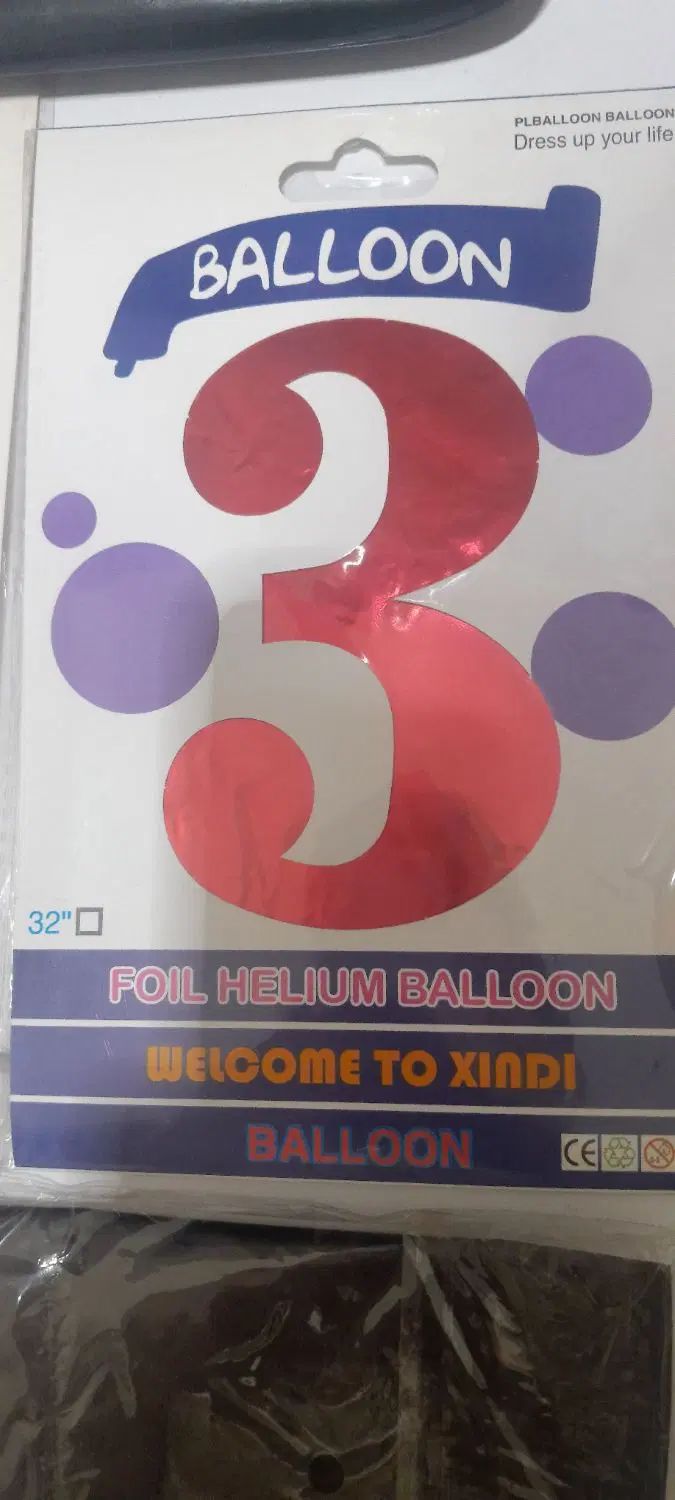 PLBALLOON BALLOON
Dress up your life
BALLOON
3
32"
FOIL HELIUM BALLOON
WELCOME TO XINDI
BALLOON
CE